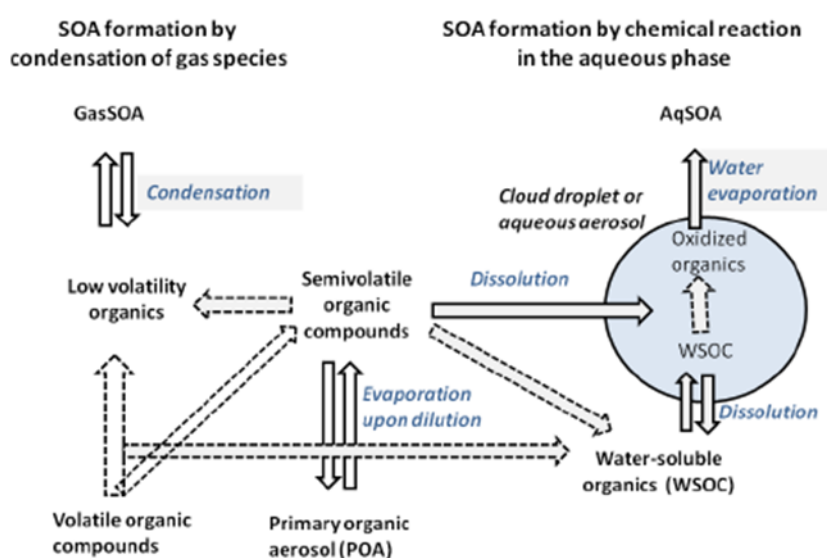 SOA formation by
condensation of gas species
SOA formation by chemical reaction
in the aqueous phase
GasSOA
AqSOA
Condensation
Water
evaporation
Cloud droplet or
aqueous aerosol
Oxidized
organics
Low volatility
organics
Semivolatile
organic
compounds
Dissolution
WSOC
Evaporation
upon dilution
Dissolution
Water-soluble
organics (WSOC)
Volatile organic
compounds
Primary organic
aerosol (POA)